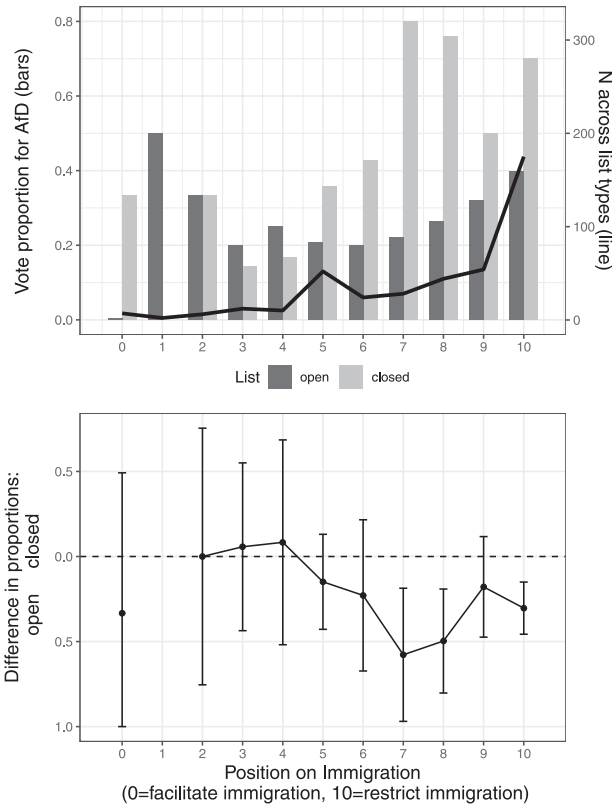 Vote proportion for AfD (bars)
0.8
0.6
0.4
0.2
0.0
300
200
100
0
N across
list types (line)
0 1 2 3 4 5 6 7 8 9 10
List open closed
Difference in proportions:
open closed
0.5
0.0
0.5
1.0
0 1 2 3 4 5 6 7 8 9 10
Position on Immigration
(0=facilitate immigration, 10=restrict immigration)